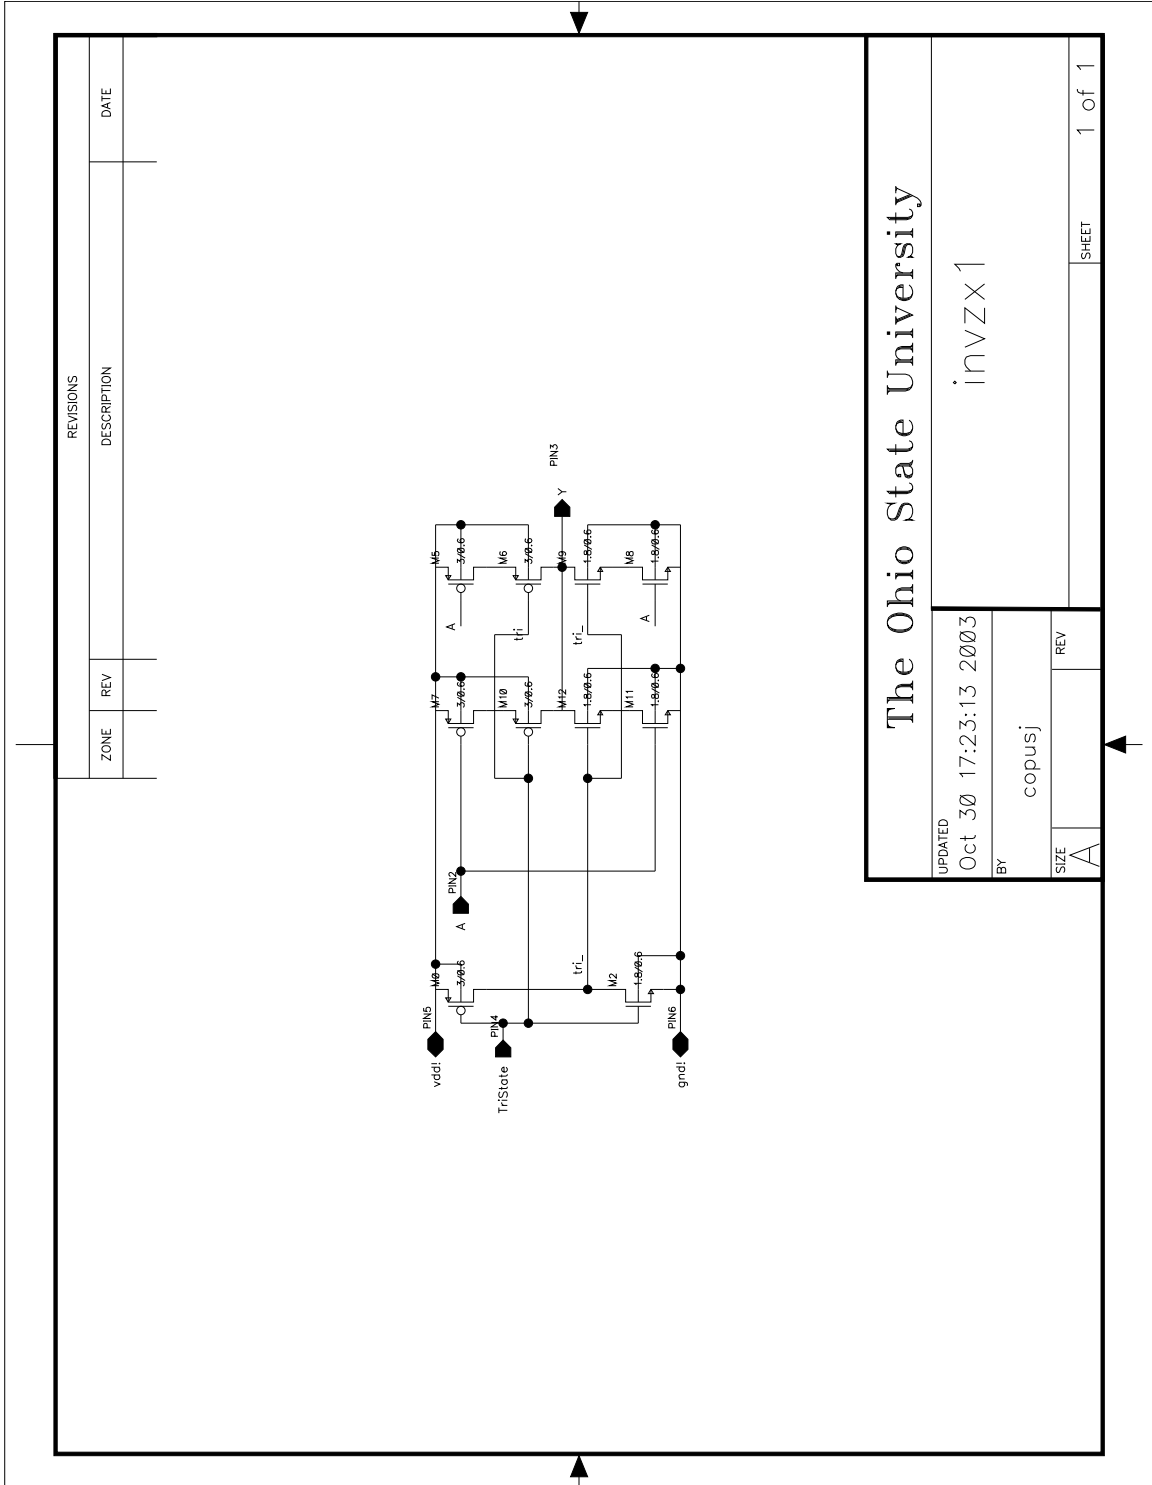 REVISIONS
ZONE REV DESCRIPTION DATE
vdd! PIN5
TriState PIN4
gnd! PIN6
M0 3/0.6
M2 1.8/0.6
tri_
A PIN2
M7 3/0.6
M10 3/0.6
M12 1.8/0.6
M11 1.8/0.6
A
tri
tri_
A
M5 3/0.6
M6 3/0.6
M9 1.8/0.6
M8 1.8/0.6
Y PIN3
The Ohio State University
UPDATED
Oct 30 17:23:13 2003
invzx1
BY
copusj
SIZE
A
REV
SHEET 1 of 1